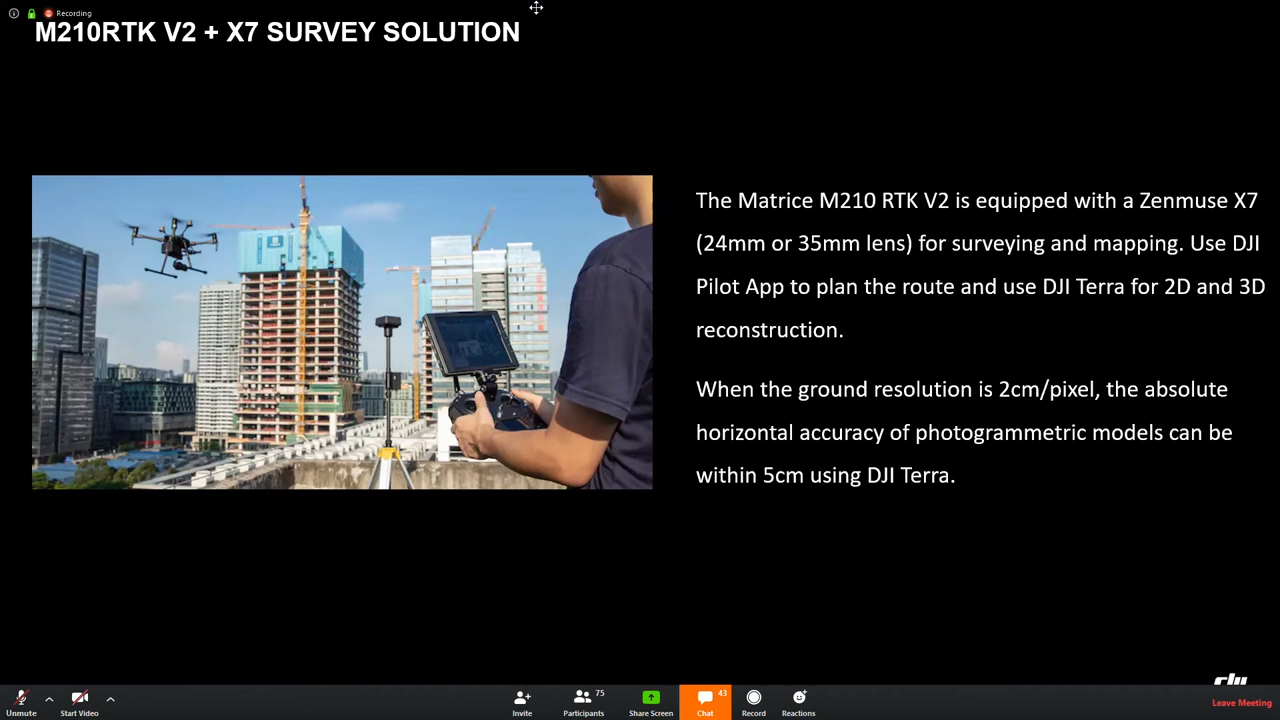 Recording
M210RTK V2 + X7 SURVEY SOLUTION
The Matrice M210 RTK V2 is equipped with a Zenmuse X7
(24mm or 35mm lens) for surveying and mapping. Use DJI
Pilot App to plan the route and use DJI Terra for 2D and 3D
reconstruction.
When the ground resolution is 2cm/pixel, the absolute
horizontal accuracy of photogrammetric models can be
within 5cm using DJI Terra.
Unmute
Start Video
Invite
Participants 75
Share Screen
Chat 43
Record
Reactions
Leave Meeting